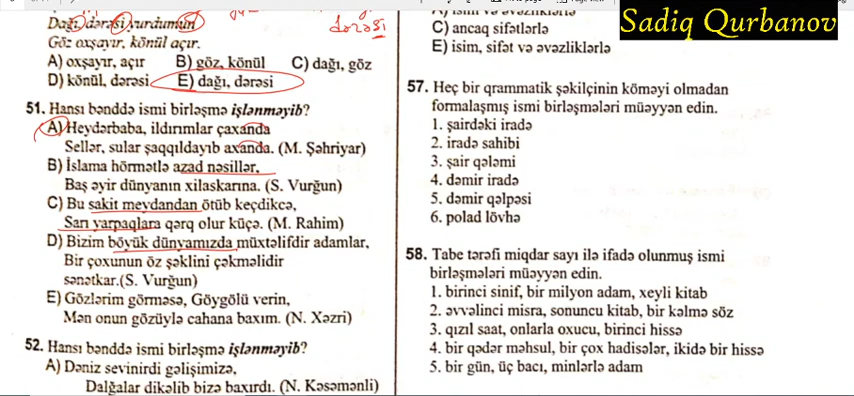 Dağı, dərəsi yurdumun
dərəsi
Göz oxşayır, könül açır.
A) oxşayır, açır B) göz, könül C) dağı, göz
D) könül, dərəsi E) dağı, dərəsi
51. Hansı bənddə ismi birləşmə işlənməyib?
A) Heydərbaba, ildırımlar çaxanda
Sellər, sular şaqqıldayıb axanda. (M. Şəhriyar)
B) İslama hörmətlə azad nəsillər,
Baş əyir dünyanın xilaskarına. (S. Vurğun)
C) Bu sakit meydandan ötüb keçdikcə,
Sarı yarpaqlara qərq olur küçə. (M. Rahim)
D) Bizim böyük dünyamızda müxtəlifdir adamlar,
Bir çoxunun öz şəklini çəkməlidir
sənətkar.(S. Vurğun)
E) Gözlərim görməsə, Göygölü verin,
Mən onun gözüylə cahana baxım. (N. Xəzri)
52. Hansı bənddə ismi birləşmə işlənməyib?
A) Dəniz sevinirdi gəlişimizə,
Dalğalar dikəlib bizə baxırdı. (N. Kəsəmənli)
Sadiq Qurbanov
C) ancaq sifətlərlə
E) isim, sifət və əvəzliklərlə
57. Heç bir qrammatik şəkilçinin köməyi olmadan
formalaşmış ismi birləşmələri müəyyən edin.
1. şairdəki iradə
2. iradə sahibi
3. şair qələmi
4. dəmir iradə
5. dəmir qəlpəsi
6. polad lövhə
58. Tabe tərəfi miqdar sayı ilə ifadə olunmuş ismi
birləşmələri müəyyən edin.
1. birinci sinif, bir milyon adam, xeyli kitab
2. əvvəlinci misra, sonuncu kitab, bir kəlmə söz
3. qızıl saat, onlarla oxucu, birinci hissə
4. bir qədər məhsul, bir çox hadisələr, ikidə bir hissə
5. bir gün, üç bacı, minlərlə adam